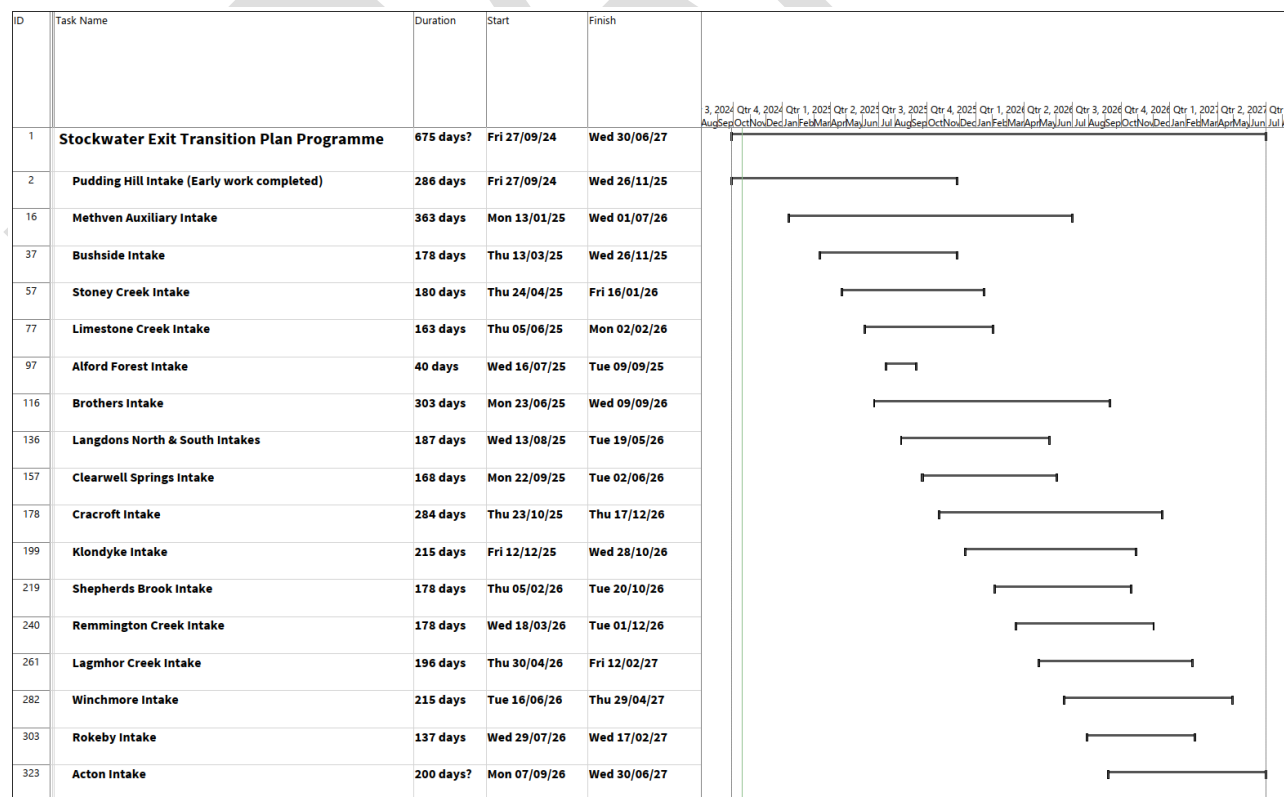 ID Task Name Duration Start Finish
3, 2024 Qtr 4, 2024 Qtr 1, 2025 Qtr 2, 2025 Qtr 3, 2025 Qtr 4, 2025 Qtr 1, 2026 Qtr 2, 2026 Qtr 3, 2026 Qtr 4, 2026 Qtr 1, 2027 Qtr 2, 2027 Qtr
Aug Sep Oct Nov Dec Jan Feb Mar Apr May Jun Jul Aug Sep Oct Nov Dec Jan Feb Mar Apr May Jun Jul Aug Sep Oct Nov Dec Jan Feb Mar Apr May Jun Jul
1 Stockwater Exit Transition Plan Programme 675 days? Fri 27/09/24 Wed 30/06/27
2 Pudding Hill Intake (Early work completed) 286 days Fri 27/09/24 Wed 26/11/25
16 Methven Auxiliary Intake 363 days Mon 13/01/25 Wed 01/07/26
37 Bushside Intake 178 days Thu 13/03/25 Wed 26/11/25
57 Stoney Creek Intake 180 days Thu 24/04/25 Fri 16/01/26
77 Limestone Creek Intake 163 days Thu 05/06/25 Mon 02/02/26
97 Alford Forest Intake 40 days Wed 16/07/25 Tue 09/09/25
116 Brothers Intake 303 days Mon 23/06/25 Wed 09/09/26
136 Langdons North & South Intakes 187 days Wed 13/08/25 Tue 19/05/26
157 Clearwell Springs Intake 168 days Mon 22/09/25 Tue 02/06/26
178 Cracroft Intake 284 days Thu 23/10/25 Thu 17/12/26
199 Klondyke Intake 215 days Fri 12/12/25 Wed 28/10/26
219 Shepherds Brook Intake 178 days Thu 05/02/26 Tue 20/10/26
240 Remmington Creek Intake 178 days Wed 18/03/26 Tue 01/12/26
261 Lagmhor Creek Intake 196 days Thu 30/04/26 Fri 12/02/27
282 Winchmore Intake 215 days Tue 16/06/26 Thu 29/04/27
303 Rokeby Intake 137 days Wed 29/07/26 Wed 17/02/27
323 Acton Intake 200 days? Mon 07/09/26 Wed 30/06/27